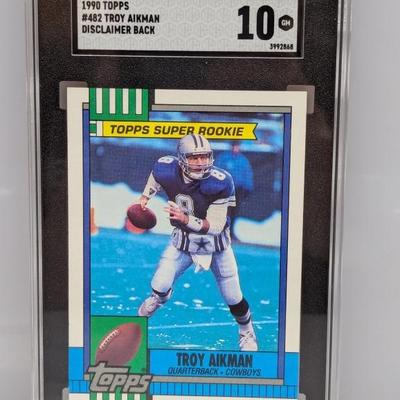 1990 TOPPS
#482 TROY AIKMAN
DISCLAIMER BACK
10 GM
3992868
TOPPS SUPER ROOKIE
8
TROY AIKMAN
QUARTERBACK • COWBOYS
TOPPS